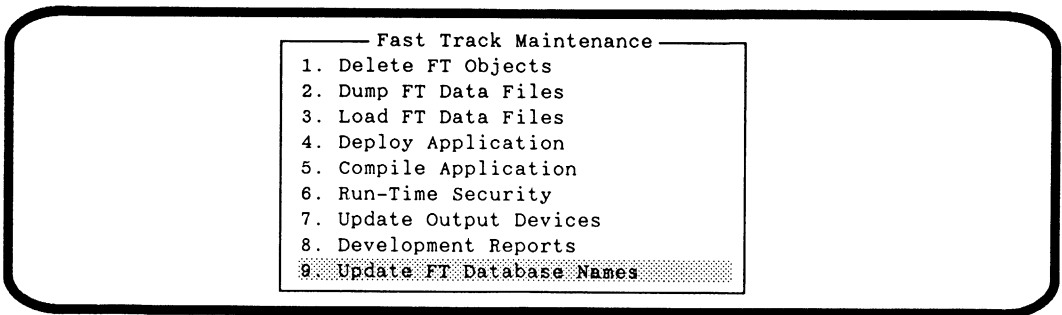 Fast Track Maintenance
1. Delete FT Objects
2. Dump FT Data Files
3. Load FT Data Files
4. Deploy Application
5. Compile Application
6. Run-Time Security
7. Update Output Devices
8. Development Reports
9. Update FT Database Names